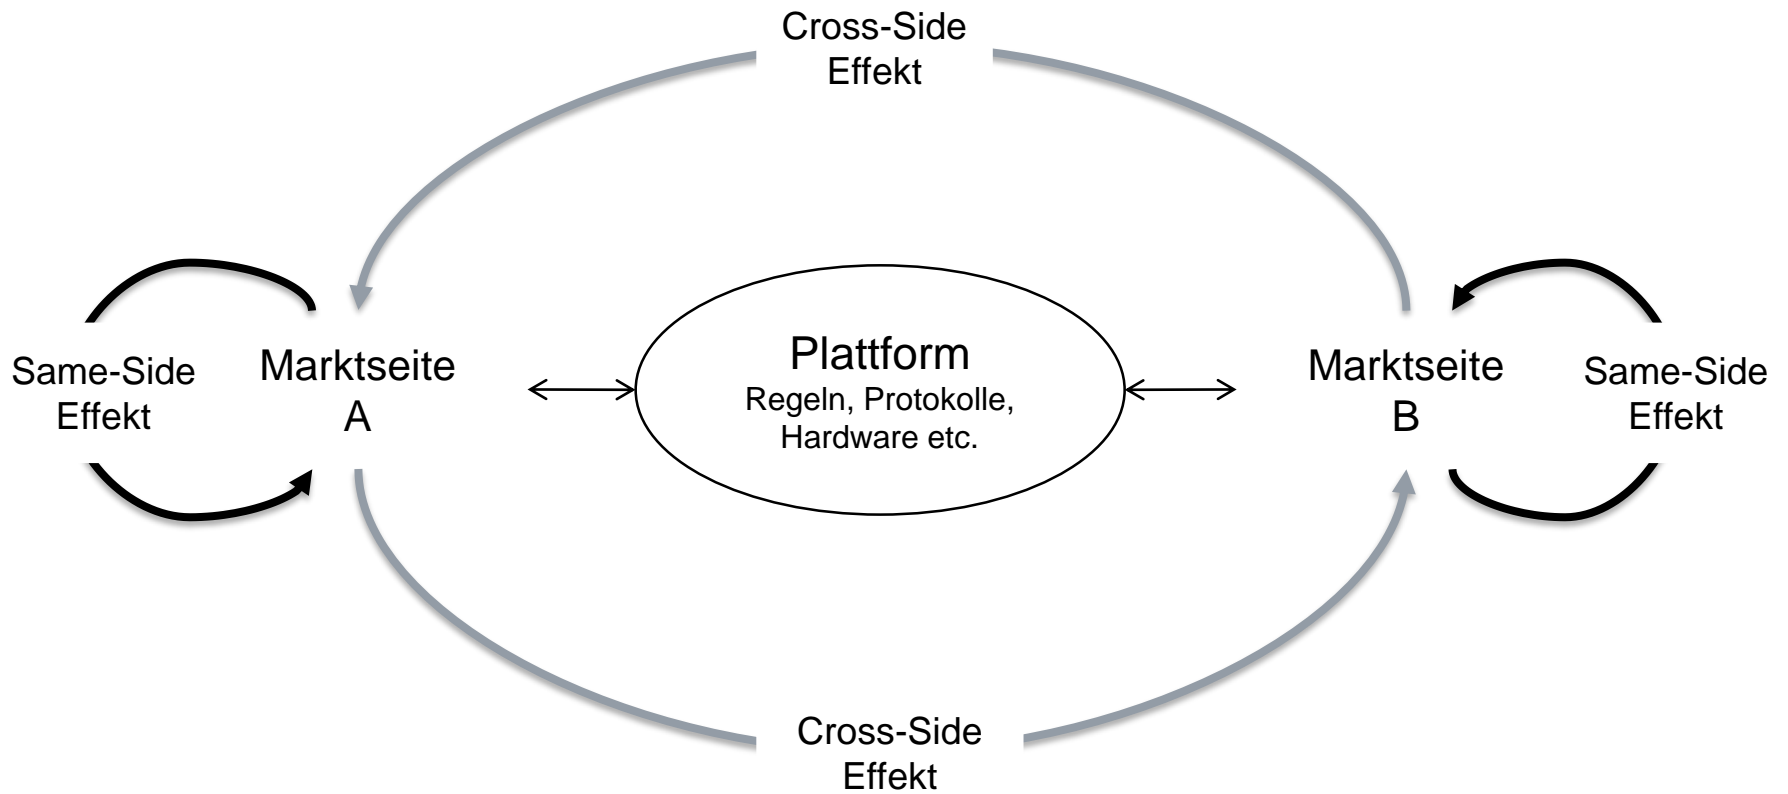 Cross-Side
Effekt
Same-Side
Effekt
Marktseite
A
Plattform
Regeln, Protokolle,
Hardware etc.
Marktseite
B
Same-Side
Effekt
Cross-Side
Effekt